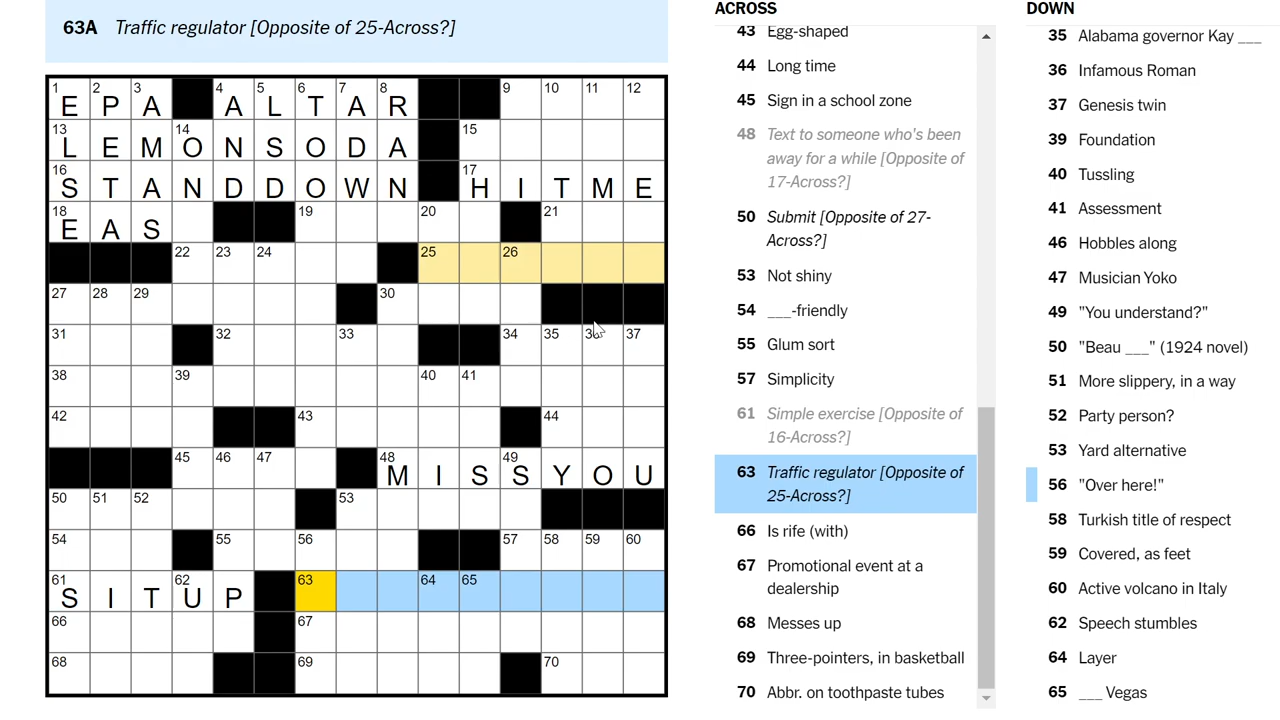 63A Traffic regulator [Opposite of 25-Across?]
1 2 3 4 5 6 7 8 9 10 11 12
E P A A L T A R
13 14 15
L E M O N S O D A
16 17
S T A N D D O W N H I T M E
18 19 20 21
E A S
22 23 24 25 26
27 28 29 30
31 32 33 34 35 36 37
38 39 40 41
42 43 44
45 46 47 48 49
M I S S Y O U
50 51 52 53
54 55 56 57 58 59 60
61 62 63 64 65
S I T U P
66 67
68 69 70
ACROSS
43 Egg-shaped
44 Long time
45 Sign in a school zone
48 Text to someone who's been
away for a while [Opposite of
17-Across?]
50 Submit [Opposite of 27-
Across?]
53 Not shiny
54 ___-friendly
55 Glum sort
57 Simplicity
61 Simple exercise [Opposite of
16-Across?]
63 Traffic regulator [Opposite of
25-Across?]
66 Is rife (with)
67 Promotional event at a
dealership
68 Messes up
69 Three-pointers, in basketball
70 Abbr. on toothpaste tubes
DOWN
35 Alabama governor Kay ___
36 Infamous Roman
37 Genesis twin
39 Foundation
40 Tussling
41 Assessment
46 Hobbles along
47 Musician Yoko
49 "You understand?"
50 "Beau ___" (1924 novel)
51 More slippery, in a way
52 Party person?
53 Yard alternative
56 "Over here!"
58 Turkish title of respect
59 Covered, as feet
60 Active volcano in Italy
62 Speech stumbles
64 Layer
65 ___ Vegas